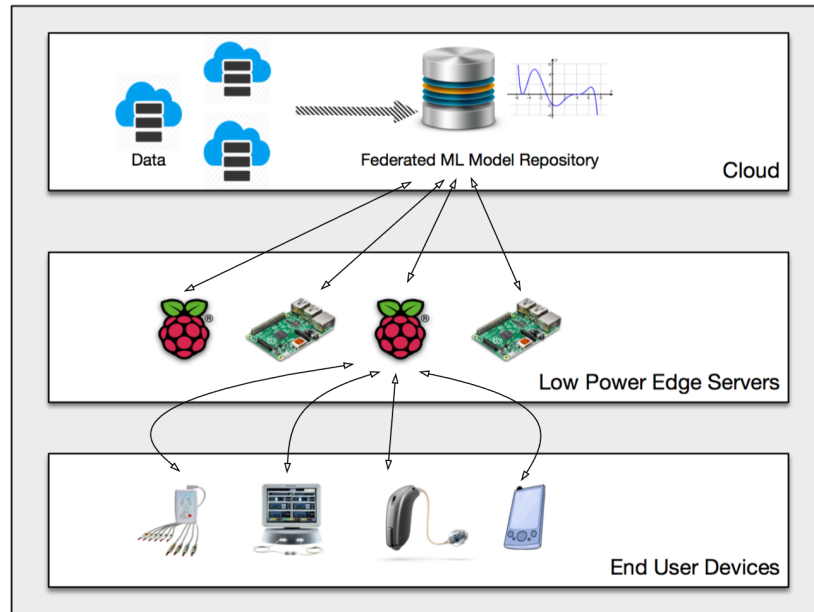 Data
Federated ML Model Repository
Cloud
®
®
Low Power Edge Servers
End User Devices